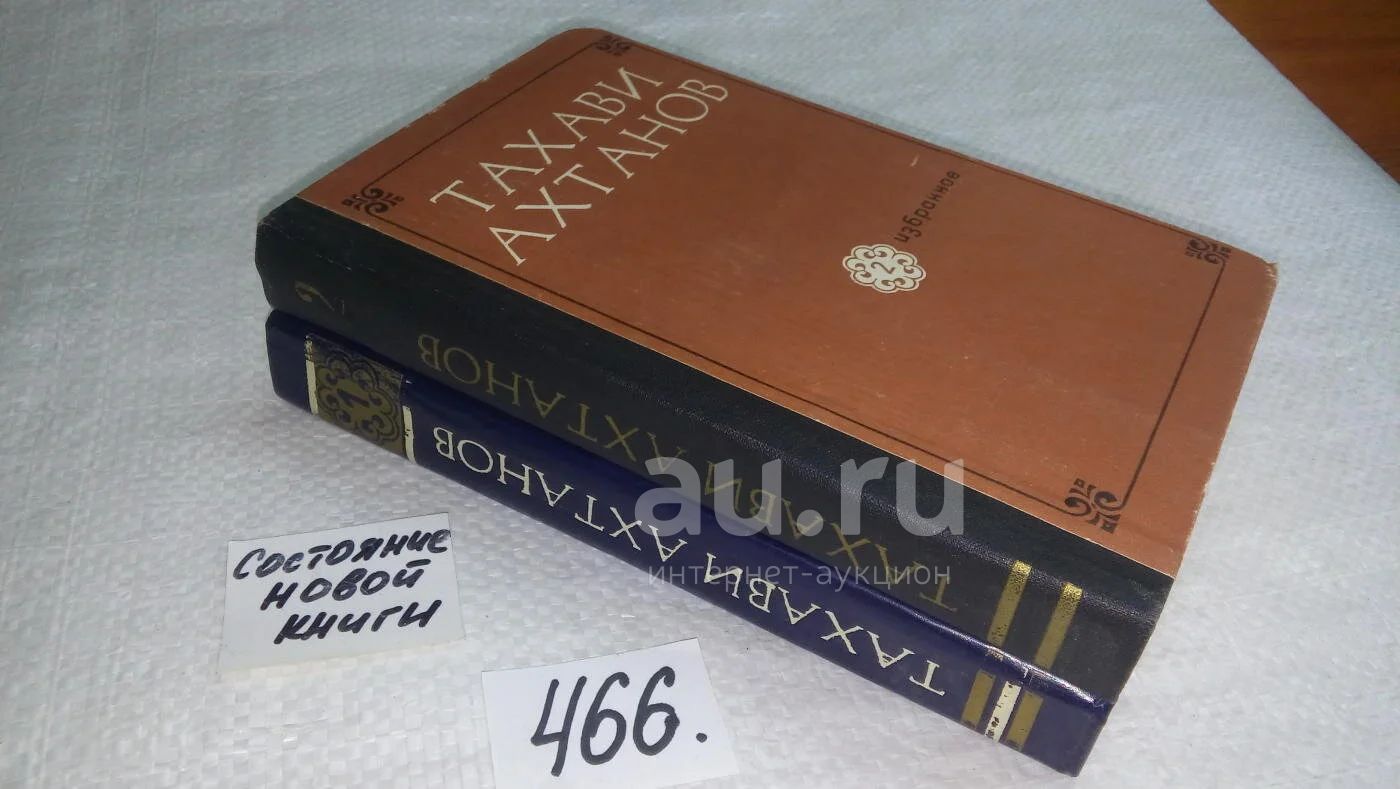 ТАХАВИ
АХТАНОВ
избранное
2
2
ТАХАВИ АХТАНОВ
1
ТАХАВИ АХТАНОВ
au.ru
интернет-аукцион
СОСТОЯНИЕ
НОВОЙ
КНИГИ
466.